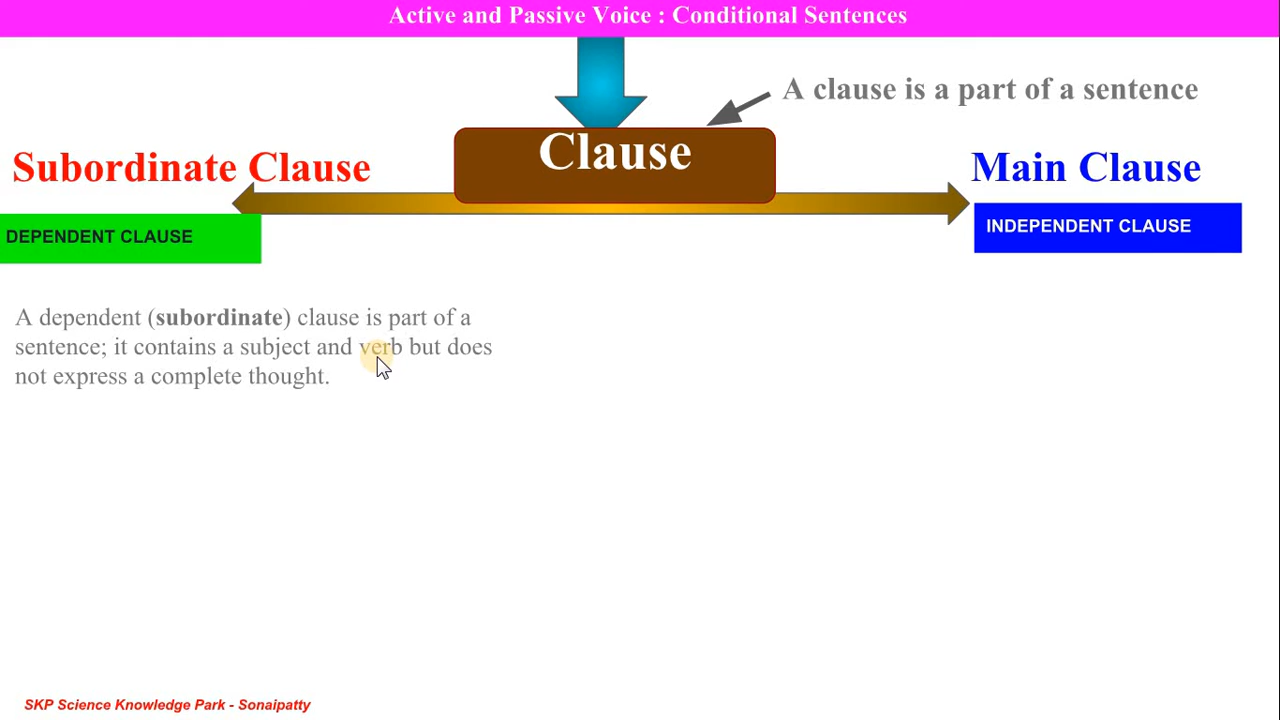 Active and Passive Voice : Conditional Sentences
A clause is a part of a sentence
Clause
Subordinate Clause
Main Clause
DEPENDENT CLAUSE
INDEPENDENT CLAUSE
A dependent (subordinate) clause is part of a
sentence; it contains a subject and verb but does
not express a complete thought.
SKP Science Knowledge Park - Sonaipatty